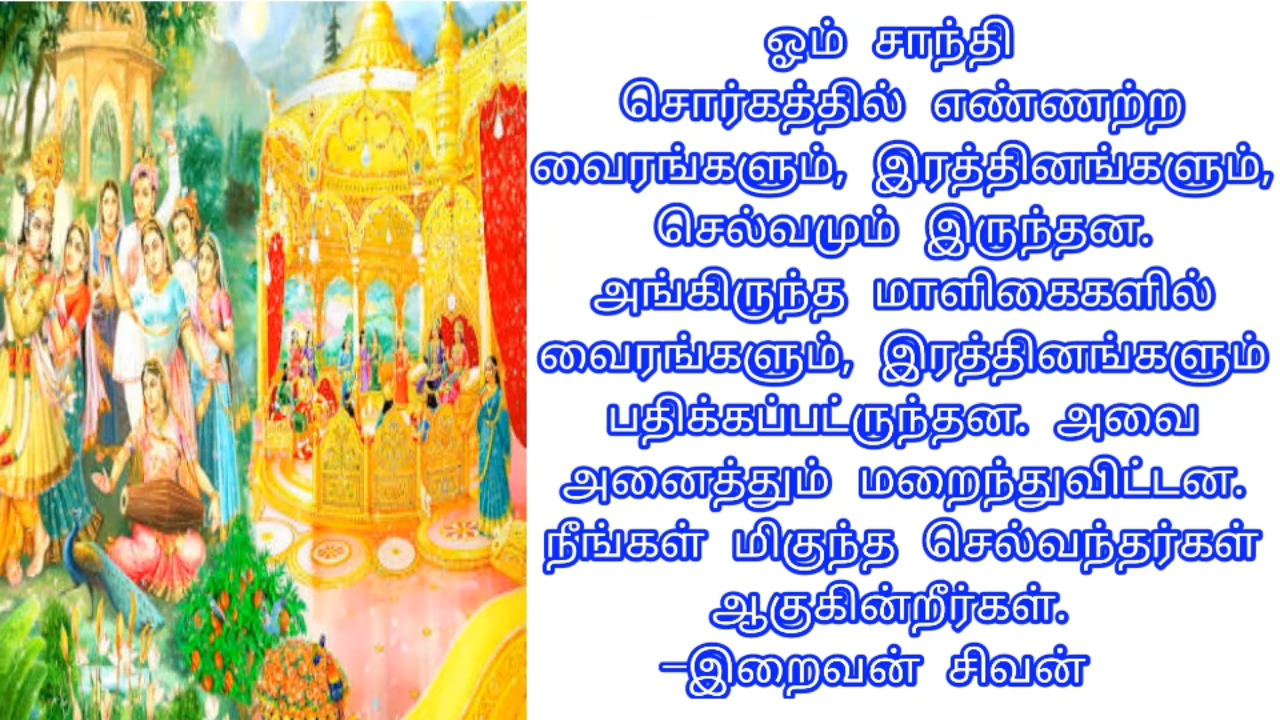 ஓம் சாந்தி
சொர்கத்தில் எண்ணற்ற
வைரங்களும், இரத்தினங்களும்,
செல்வமும் இருந்தன.
அங்கிருந்த மாளிகைகளில்
வைரங்களும், இரத்தினங்களும்
பதிக்கப்பட்ருந்தன. அவை
அனைத்தும் மறைந்துவிட்டன.
நீங்கள் மிகுந்த செல்வந்தர்கள்
ஆகுகின்றீர்கள்.
-இறைவன் சிவன்